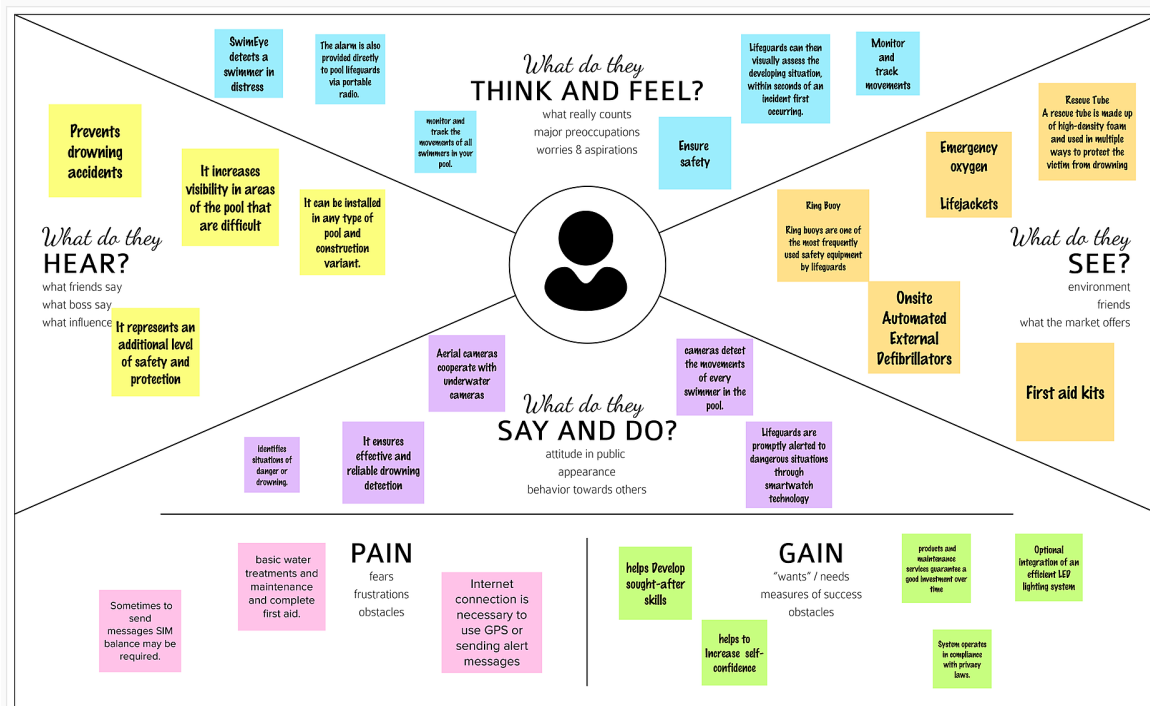 What do they
THINK AND FEEL?
what really counts
major preoccupations
worries & aspirations
SwimEye
detects a
swimmer in
distress
The alarm is also
provided directly
to pool lifeguards
via portable
radio.
monitor and
track the
movements of all
swimmers in your
pool.
Lifeguards can then
visually assess the
developing situation,
within seconds of an
incident first
occurring.
Monitor
and
track
movements
Ensure
safety
What do they
HEAR?
what friends say
what boss say
what influence
Prevents
drowning
accidents
It increases
visibility in areas
of the pool that
are difficult
It can be installed
in any type of
pool and
construction
variant.
It represents an
additional level
of safety and
protection
What do they
SEE?
environment
friends
what the market offers
Rescue Tube
A rescue tube is made up
of high-density foam
and used in multiple
ways to protect the
victim from drowning
Emergency
oxygen
Lifejackets
Ring Buoy
Ring buoys are one of
the most frequently
used safety equipment
by lifeguards
Onsite
Automated
External
Defibrillators
First aid kits
What do they
SAY AND DO?
attitude in public
appearance
behavior towards others
Aerial cameras
cooperate with
underwater
cameras
cameras detect
the movements
of every
swimmer in the
pool.
identifies
situations of
danger or
drowning.
It ensures
effective and
reliable drowning
detection
Lifeguards are
promptly alerted to
dangerous situations
through
smartwatch
technology
PAIN
fears
frustrations
obstacles
Sometimes to
send
messages SIM
balance may be
required.
basic water
treatments and
maintenance
and complete
first aid.
Internet
connection is
necessary to
use GPS or
sending alert
messages
GAIN
"wants" / needs
measures of success
obstacles
helps Develop
sought-after
skills
helps to
Increase self-
confidence
products and
maintenance
services guarantee a
good investment over
time
Optional
integration of an
efficient LED
lighting system
System operates
in compliance
with privacy
laws.